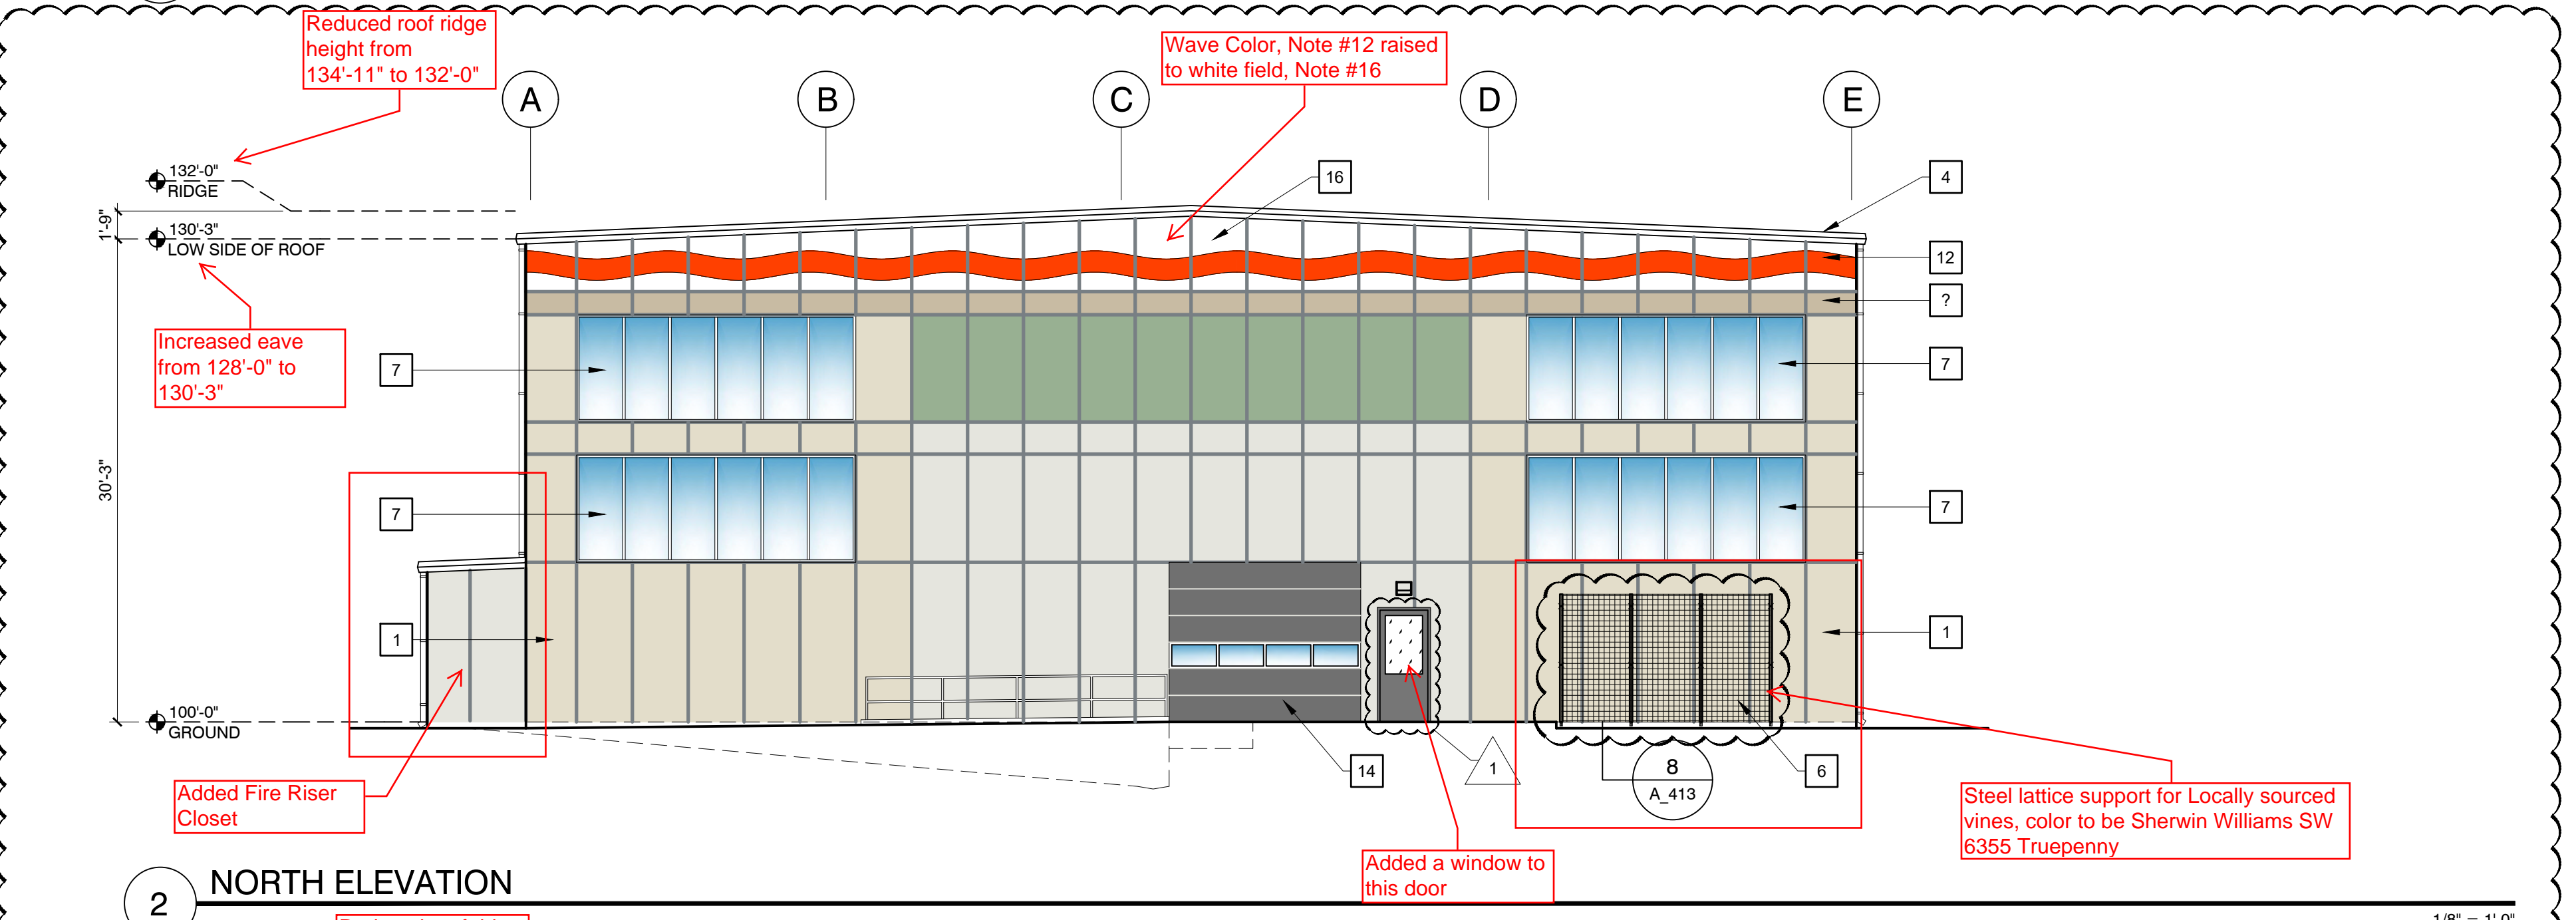 Reduced roof ridge
height from
134'-11" to 132'-0"
Wave Color, Note #12 raised
to white field, Note #16
A
B
C
D
E
132'-0"
RIDGE
16
4
1'-9"
130'-3"
LOW SIDE OF ROOF
12
?
Increased eave
from 128'-0" to
130'-3"
7
7
30'-3"
7
7
1
1
100'-0"
GROUND
14
1
8
A_413
6
Added Fire Riser
Closet
Steel lattice support for Locally sourced
vines, color to be Sherwin Williams SW
6355 Truepenny
Added a window to
this door
2
NORTH ELEVATION
1/8" = 1'-0"